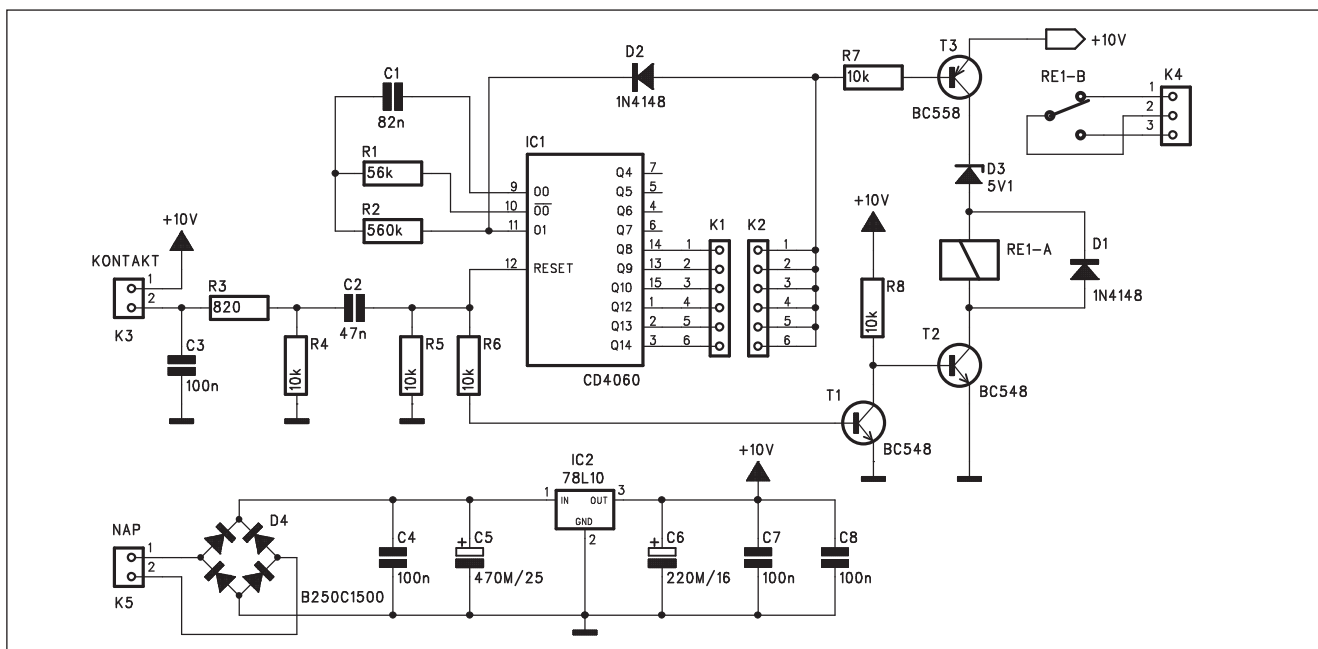 T3
+10V
D2
1N4148
R7
10k
BC558
RE1-B
K4
1
2
3
C1
82n
R1
56k
R2
560k
IC1
9
OO
10
OO
11
O1
12
RESET
Q4
7
Q5
5
Q6
4
Q7
6
Q8
14
Q9
13
Q10
15
Q12
1
Q13
2
Q14
3
CD4060
K1
1
2
3
4
5
6
K2
1
2
3
4
5
6
D3
5V1
RE1-A
D1
1N4148
+10V
R8
10k
T2
BC548
T1
BC548
+10V
KONTAKT
1
2
K3
R3
820
C3
100n
R4
10k
C2
47n
R5
10k
R6
10k
NAP
1
2
K5
D4
B250C1500
C4
100n
+
C5
470M/25
IC2
78L10
1
IN
OUT
3
GND
2
+
C6
220M/16
+10V
C7
100n
C8
100n